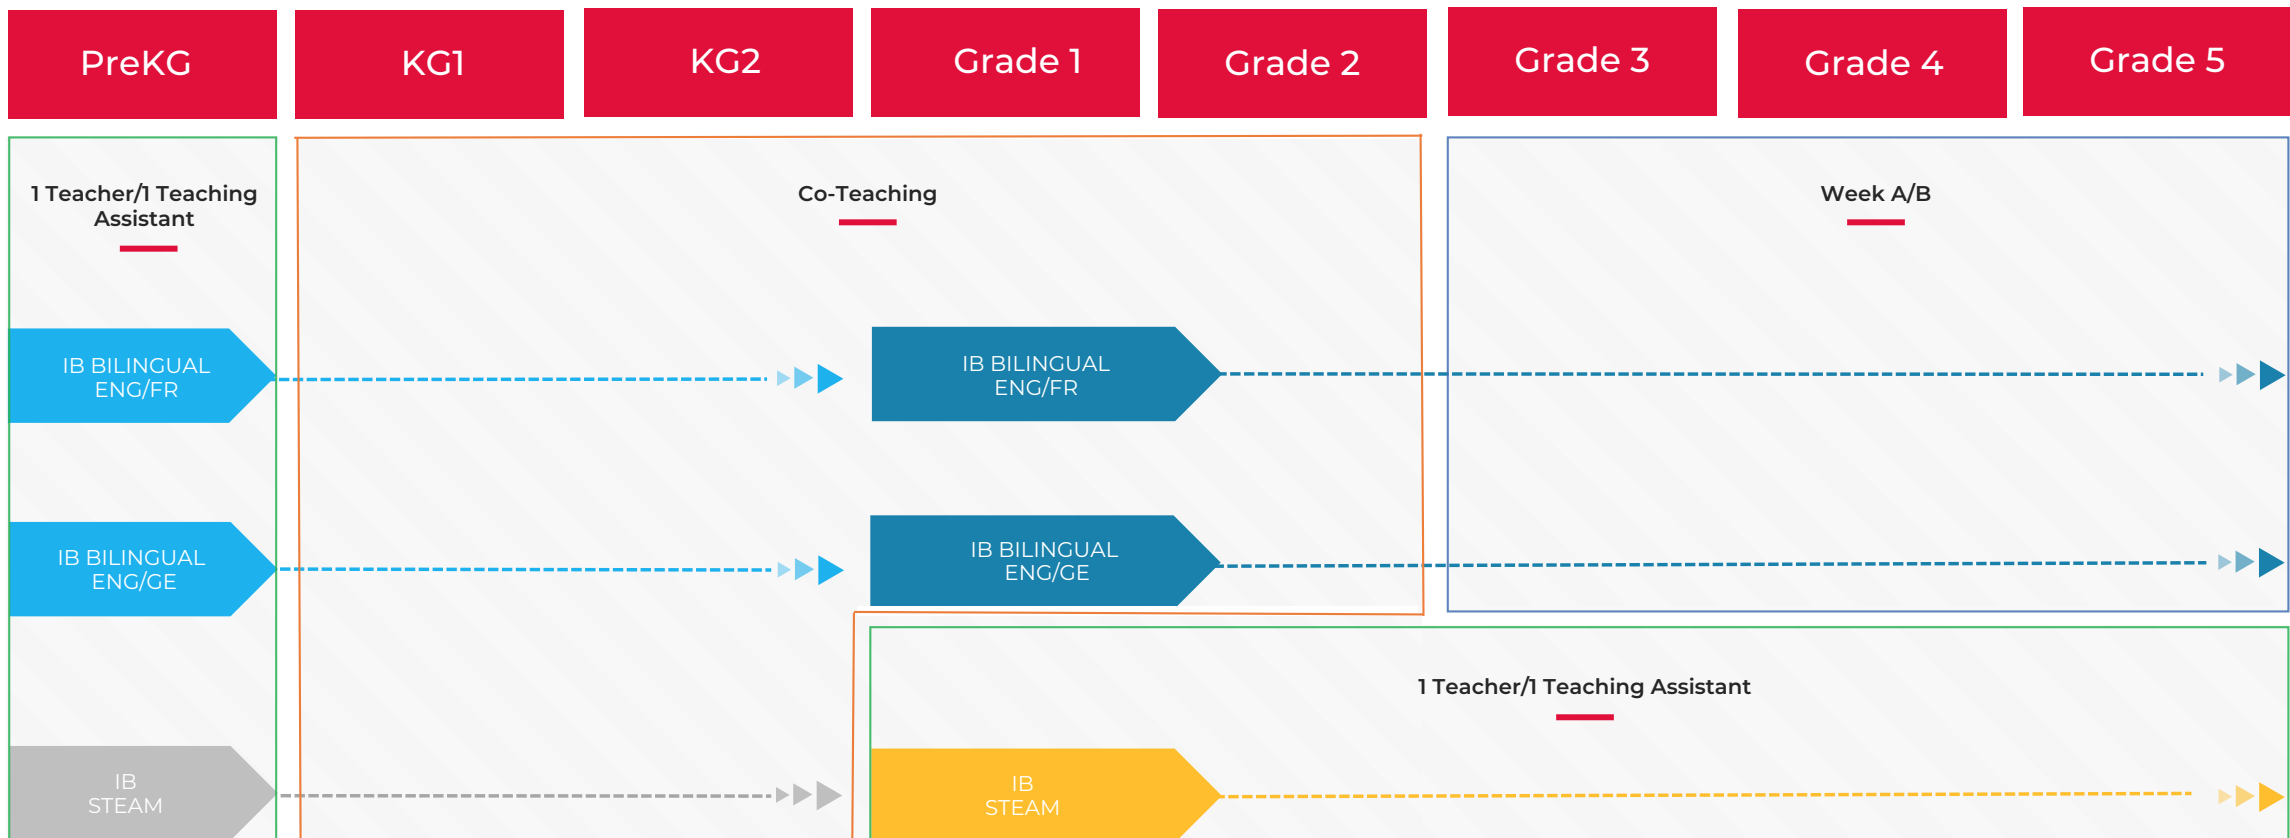 PreKG
KG1
KG2
Grade 1
Grade 2
Grade 3
Grade 4
Grade 5
1 Teacher/1 Teaching
Assistant
Co-Teaching
Week A/B
IB BILINGUAL
ENG/FR
IB BILINGUAL
ENG/FR
IB BILINGUAL
ENG/GE
IB BILINGUAL
ENG/GE
1 Teacher/1 Teaching Assistant
IB
STEAM
IB
STEAM